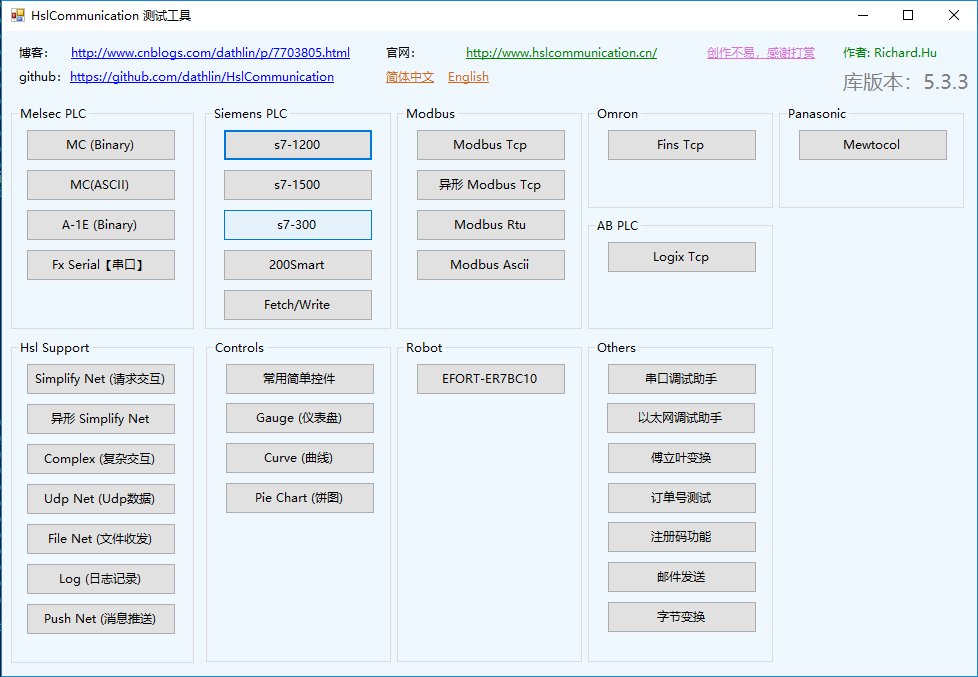 HslCommunication 测试工具
博客： http://www.cnblogs.com/dathlin/p/7703805.html 官网： http://www.hslcommunication.cn/ 创作不易，感谢打赏 作者: Richard.Hu
github： https://github.com/dathlin/HslCommunication 简体中文 English 库版本： 5.3.3
Melsec PLC
MC (Binary)
MC(ASCII)
A-1E (Binary)
Fx Serial【串口】
Siemens PLC
s7-1200
s7-1500
s7-300
200Smart
Fetch/Write
Modbus
Modbus Tcp
异形 Modbus Tcp
Modbus Rtu
Modbus Ascii
Omron
Fins Tcp
AB PLC
Logix Tcp
Panasonic
Mewtocol
Hsl Support
Simplify Net (请求交互)
异形 Simplify Net
Complex (复杂交互)
Udp Net (Udp数据)
File Net (文件收发)
Log (日志记录)
Push Net (消息推送)
Controls
常用简单控件
Gauge (仪表盘)
Curve (曲线)
Pie Chart (饼图)
Robot
EFORT-ER7BC10
Others
串口调试助手
以太网调试助手
傅立叶变换
订单号测试
注册码功能
邮件发送
字节变换